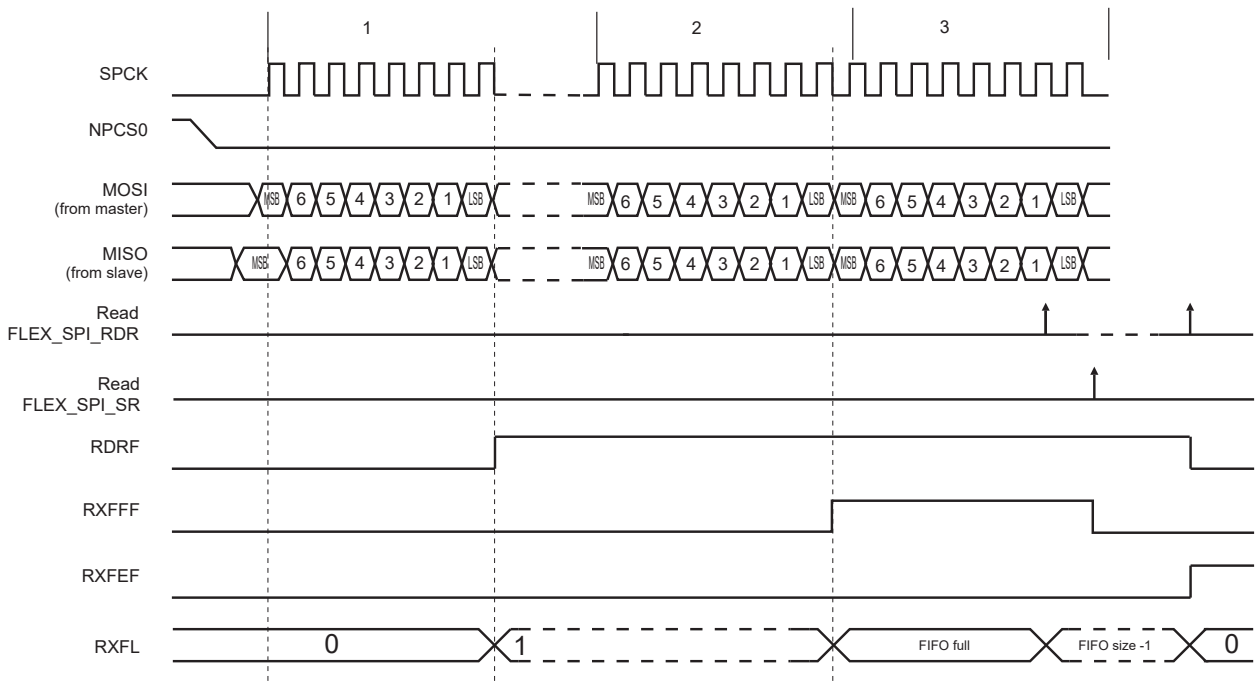 1 2 3
SPCK
NPCS0
MOSI MSB 6 5 4 3 2 1 LSB MSB 6 5 4 3 2 1 LSB MSB 6 5 4 3 2 1 LSB
(from master)
MISO MSB 6 5 4 3 2 1 LSB MSB 6 5 4 3 2 1 LSB MSB 6 5 4 3 2 1 LSB
(from slave)
Read
FLEX_SPI_RDR
Read
FLEX_SPI_SR
RDRF
RXFFF
RXFEF
RXFL 0 1 FIFO full FIFO size -1 0